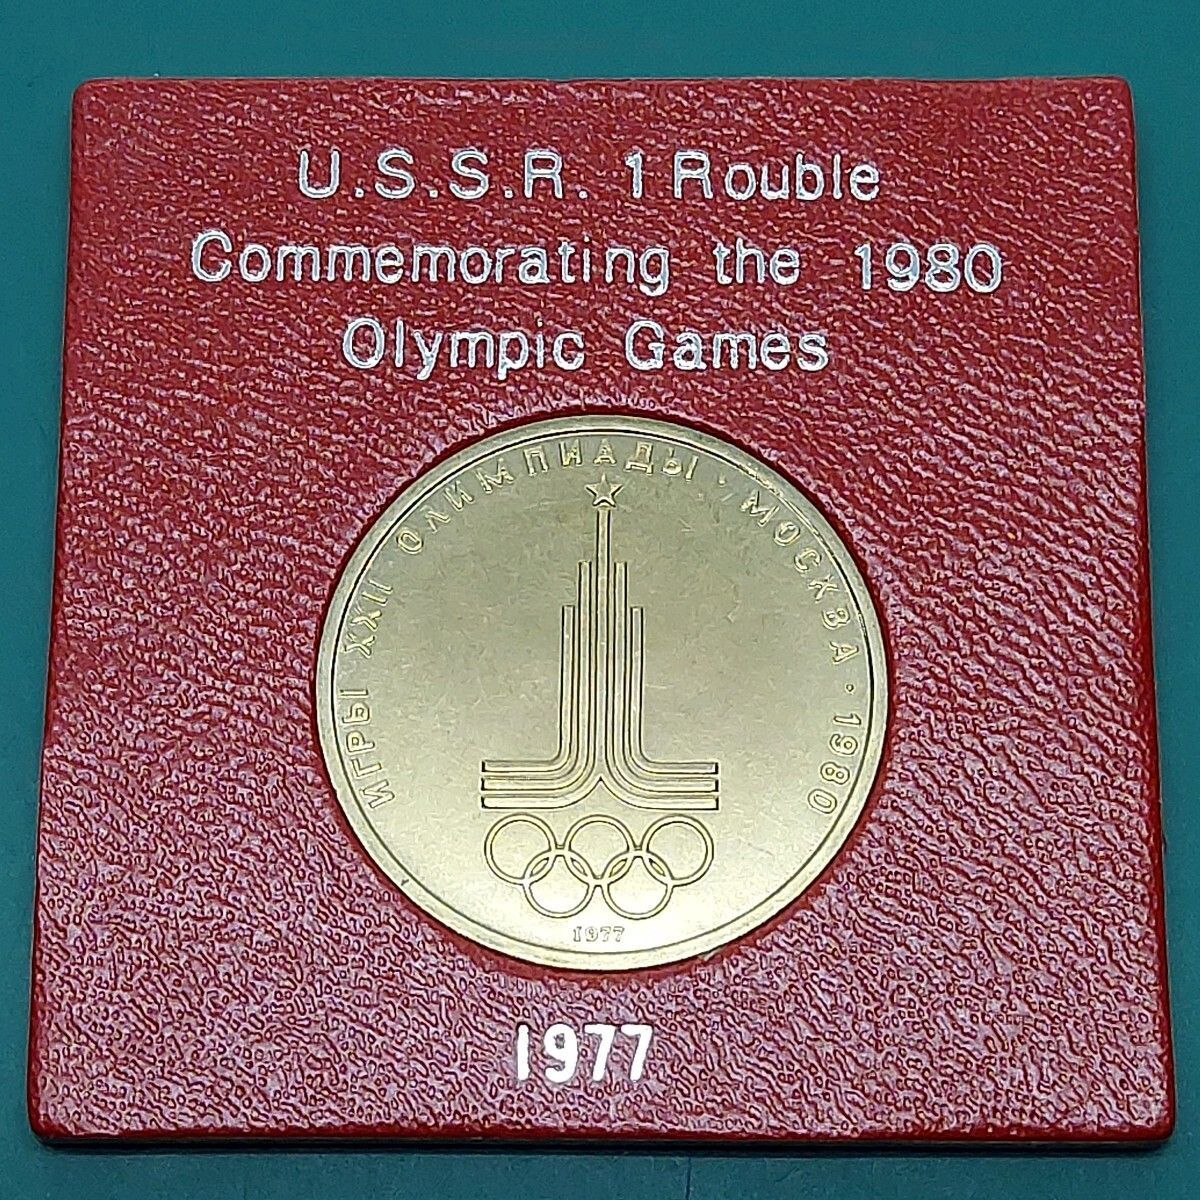 U.S.S.R. 1 Rouble
Commemorating the 1980
Olympic Games
ИГРЫ XXII ОЛИМПИАДЫ · МОСКВА · 1980
1977
1977